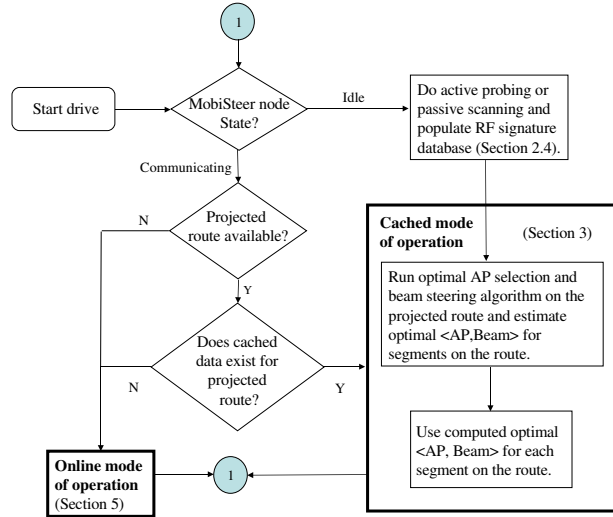 1
Start drive
MobiSteer node
State?
Idle
Do active probing or
passive scanning and
populate RF signature
database (Section 2.4).
Communicating
N
Projected
route available?
Y
Cached mode
of operation
(Section 3)
Run optimal AP selection and
beam steering algorithm on the
projected route and estimate
optimal <AP,Beam> for
segments on the route.
Does cached
data exist for
projected
route?
N
Y
Use computed optimal
<AP, Beam> for each
segment on the route.
Online mode
of operation
(Section 5)
1